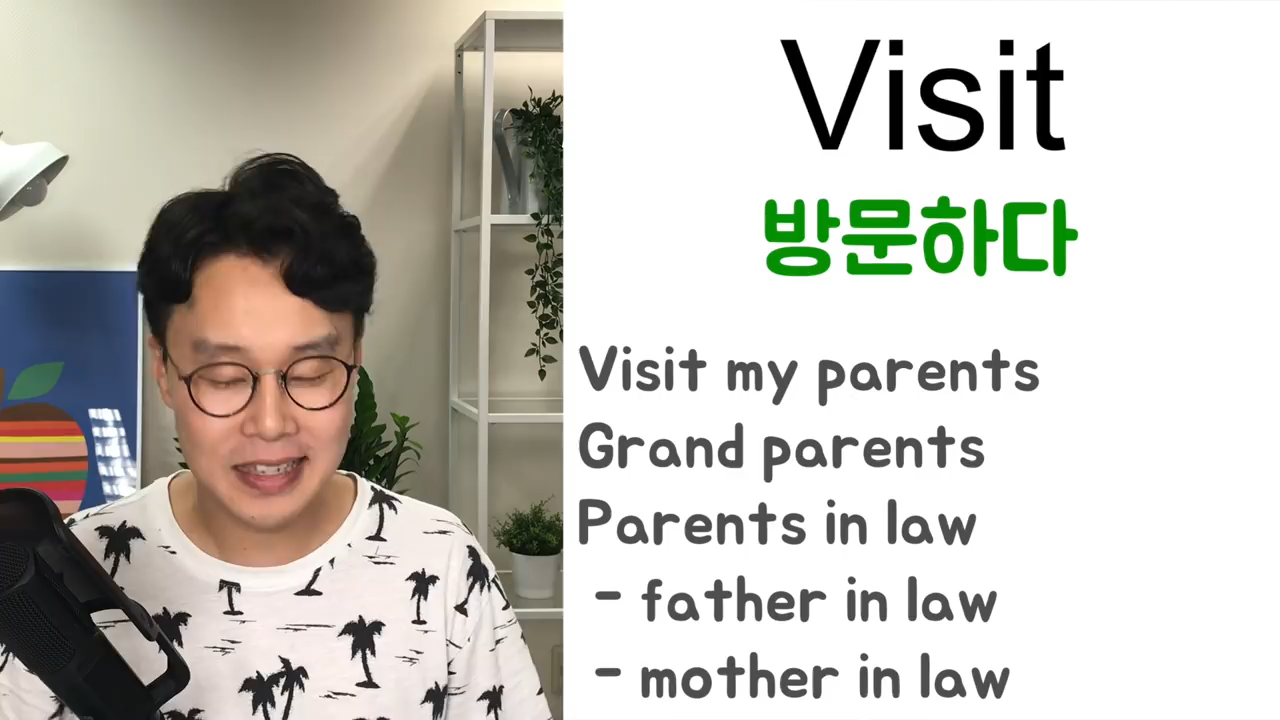 Visit
방문하다
Visit my parents
Grand parents
Parents in law
- father in law
- mother in law